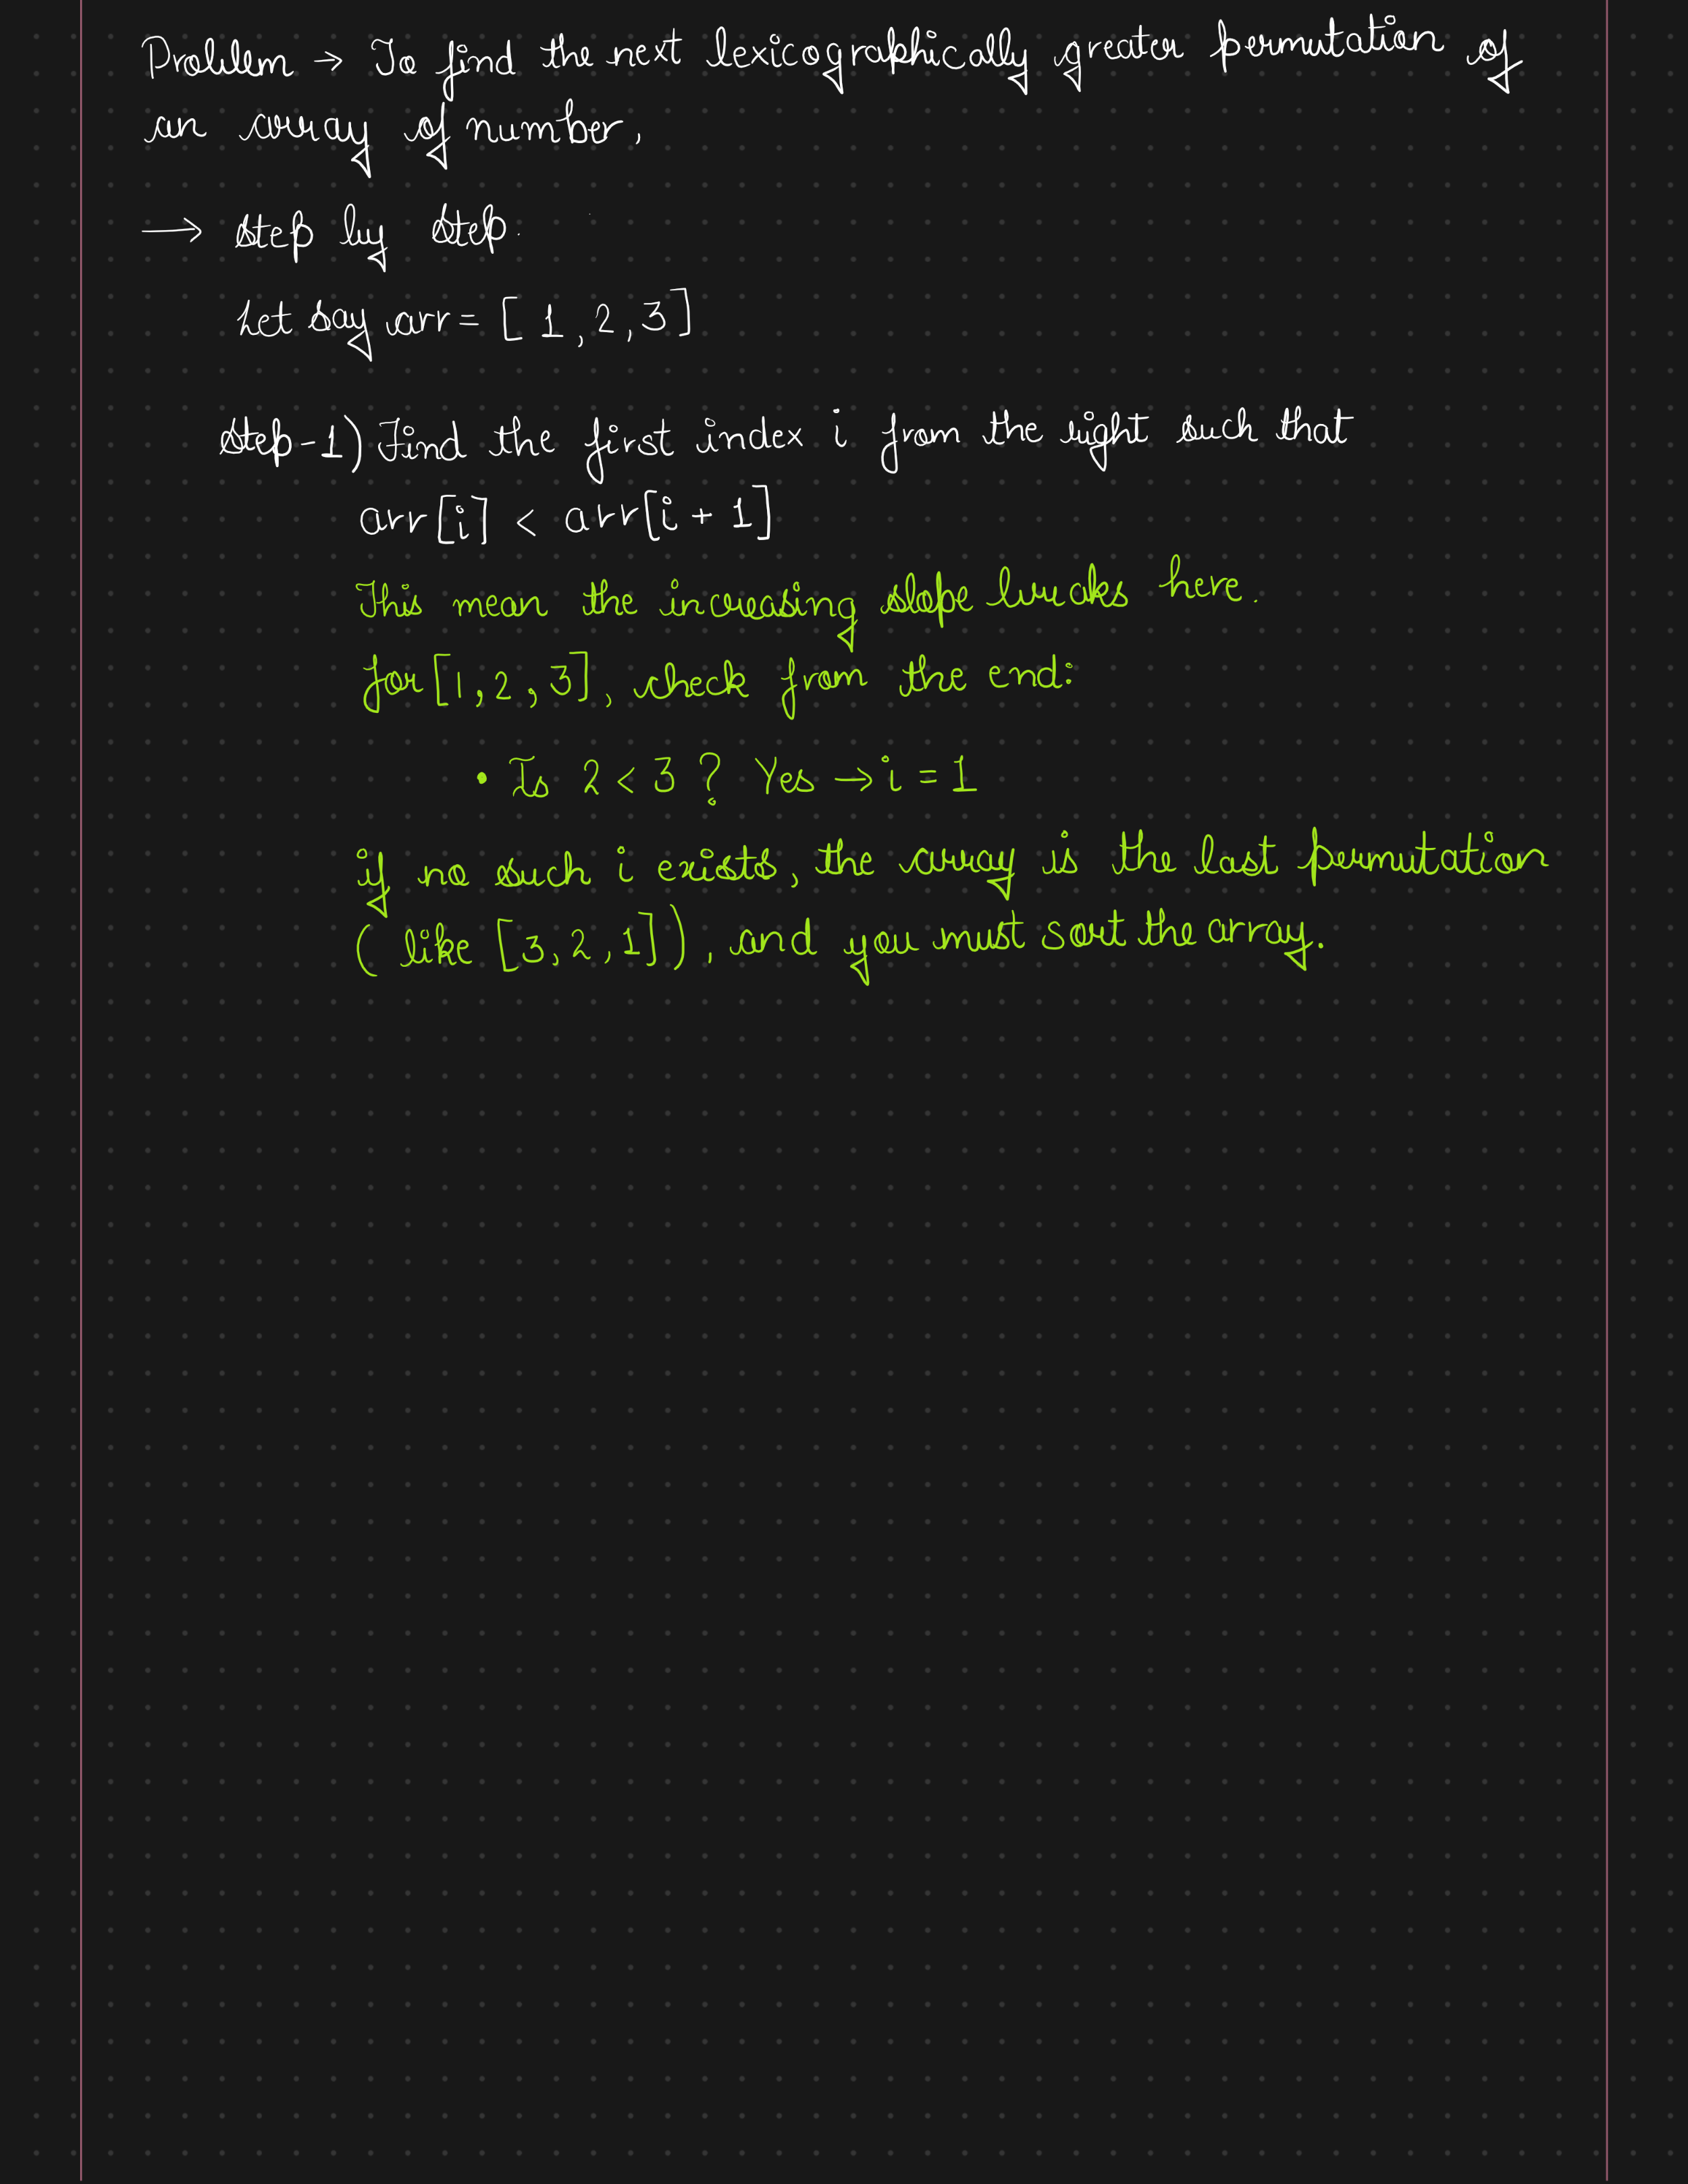 Problem → To find the next lexicographically greater permutation of
an array of number,
→ Step by Step.
Let say arr = [ 1, 2, 3]
Step-1) Find the first index i from the right such that
arr[i] < arr[i + 1]
This mean the increasing slope breaks here.
for [1, 2, 3], check from the end:
• Is 2 < 3 ? Yes → i = 1
if no such i exists, the array is the last permutation
( like [3, 2, 1]), and you must sort the array.